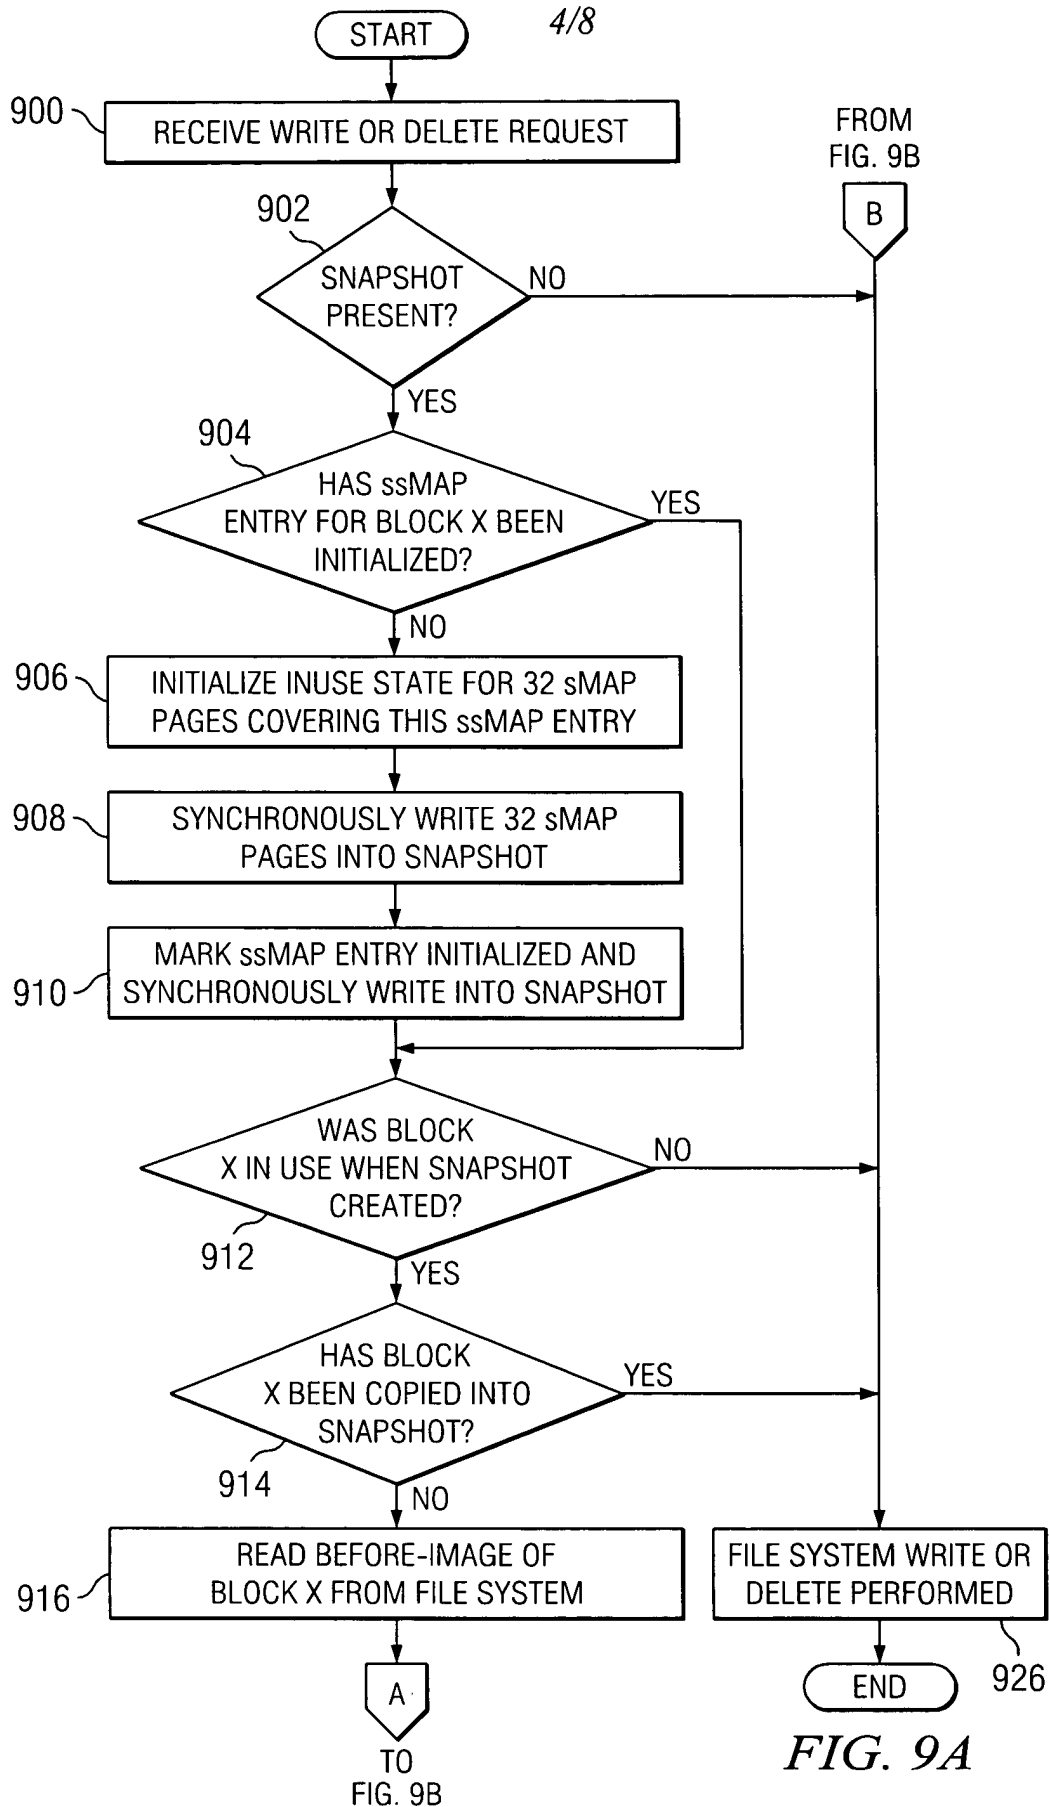 START
4/8
900
RECEIVE WRITE OR DELETE REQUEST
FROM
FIG. 9B
B
902
SNAPSHOT
PRESENT?
NO
YES
904
HAS ssMAP
ENTRY FOR BLOCK X BEEN
INITIALIZED?
YES
NO
906
INITIALIZE INUSE STATE FOR 32 sMAP
PAGES COVERING THIS ssMAP ENTRY
908
SYNCHRONOUSLY WRITE 32 sMAP
PAGES INTO SNAPSHOT
910
MARK ssMAP ENTRY INITIALIZED AND
SYNCHRONOUSLY WRITE INTO SNAPSHOT
WAS BLOCK
X IN USE WHEN SNAPSHOT
CREATED?
NO
912
YES
HAS BLOCK
X BEEN COPIED INTO
SNAPSHOT?
YES
914
NO
916
READ BEFORE-IMAGE OF
BLOCK X FROM FILE SYSTEM
FILE SYSTEM WRITE OR
DELETE PERFORMED
926
A
TO
FIG. 9B
END
FIG. 9A